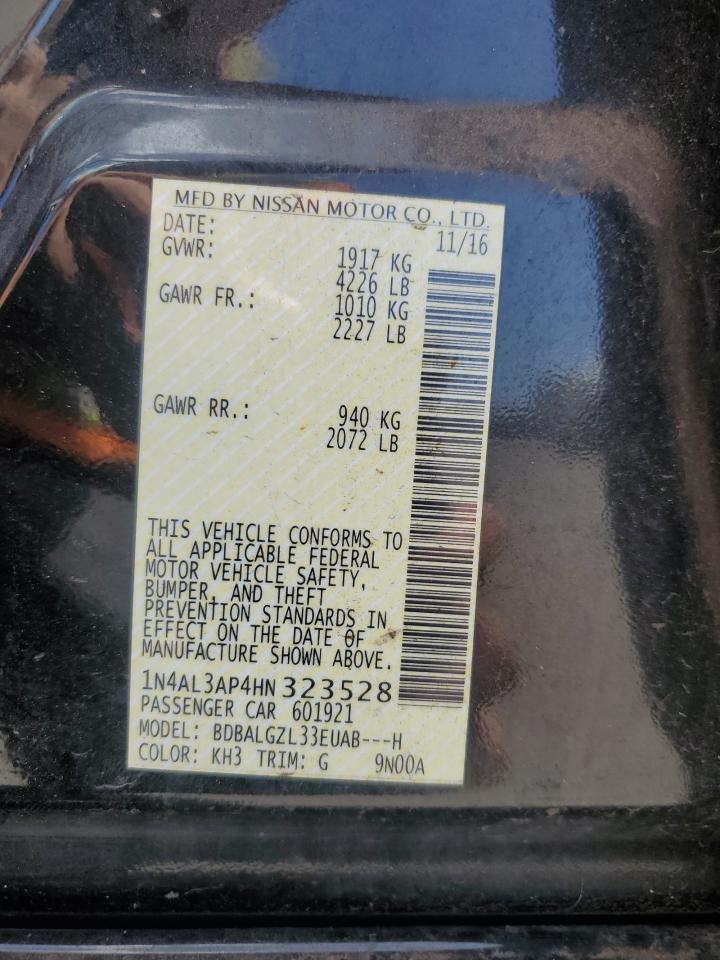 MFD BY NISSAN MOTOR CO., LTD.
DATE: 11/16
GVWR: 1917 KG
4226 LB
GAWR FR.: 1010 KG
2227 LB
GAWR RR.: 940 KG
2072 LB
THIS VEHICLE CONFORMS TO
ALL APPLICABLE FEDERAL
MOTOR VEHICLE SAFETY,
BUMPER, AND THEFT
PREVENTION STANDARDS IN
EFFECT ON THE DATE OF
MANUFACTURE SHOWN ABOVE.
1N4AL3AP4HN 323528
PASSENGER CAR 601921
MODEL: BDBALGZL33EUAB---H
COLOR: KH3 TRIM: G 9N00A